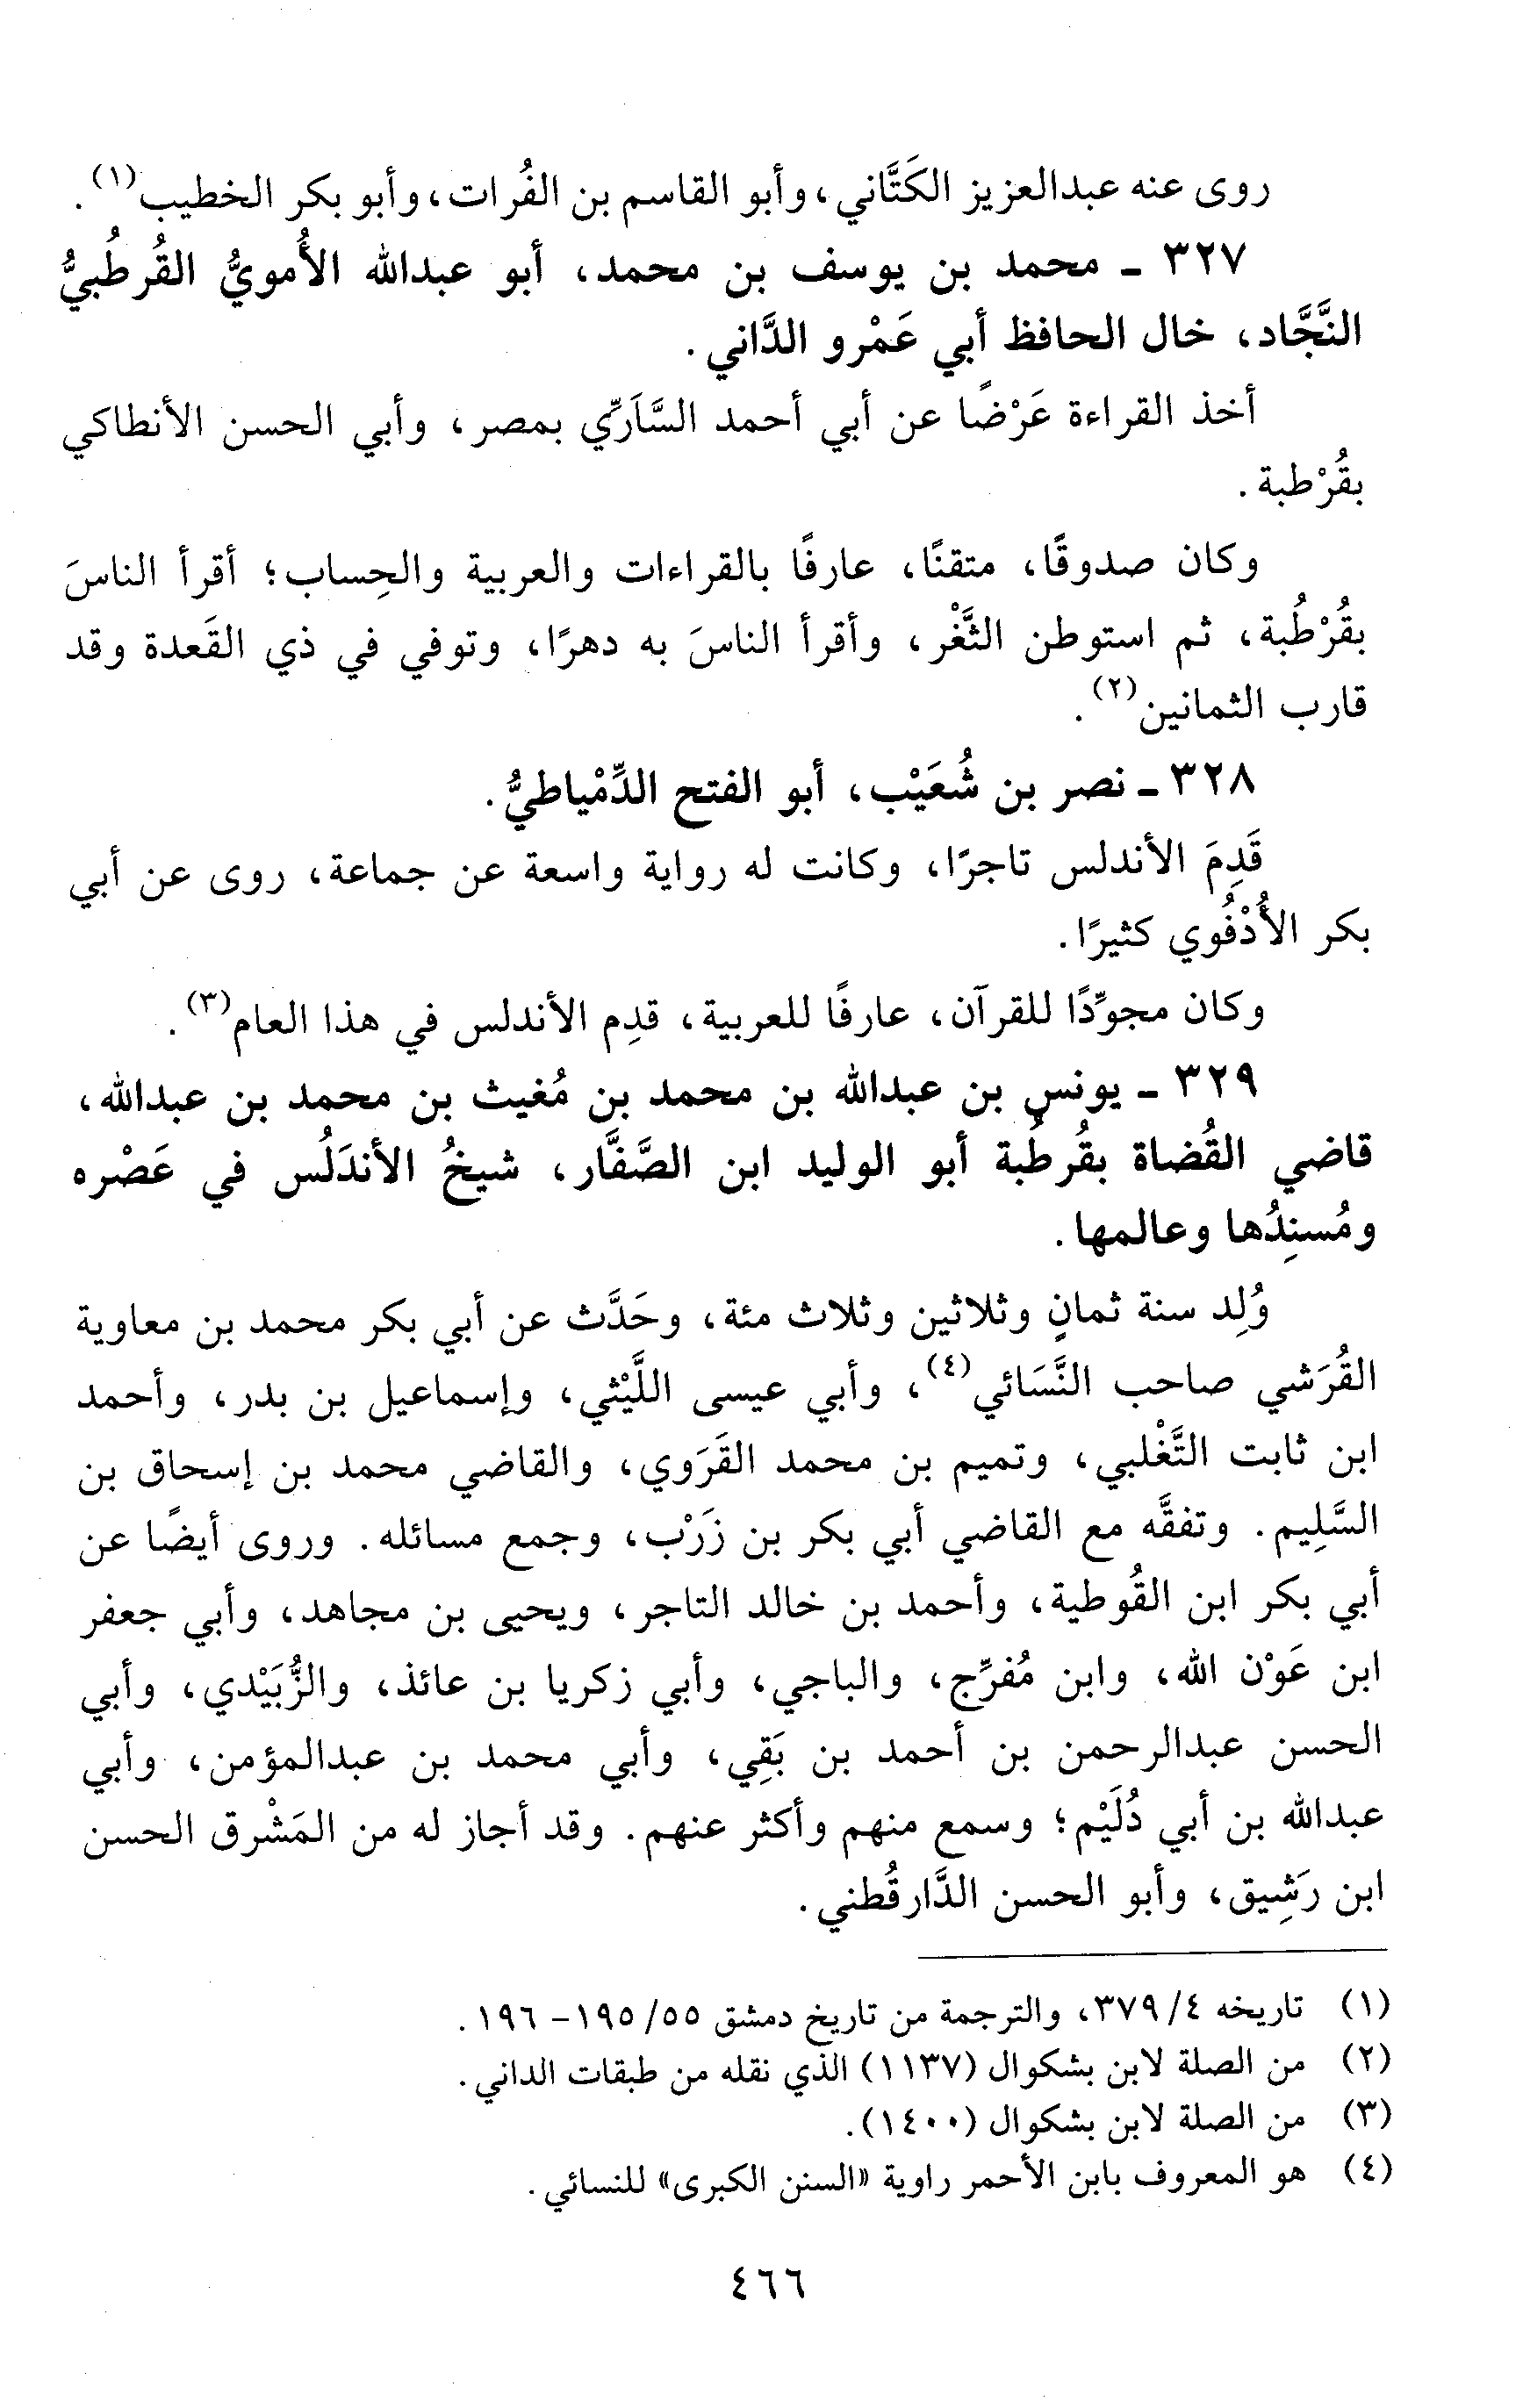 روى عنه عبدالعزيز الكَتَّاني، وأبو القاسم بن الفُرات، وأبو بكر الخطيب(١).
٣٢٧ - محمد بن يوسف بن محمد، أبو عبدالله الأُمويُّ القُرطُبيُّ
النَّجَّاد، خال الحافظ أبي عَمْرو الدَّاني.
أخذ القراءة عَرْضًا عن أبي أحمد السَّاَرِّي بمصر، وأبي الحسن الأنطاكي
بقُرْطبة.
وكان صدوقًا، متقنًا، عارفًا بالقراءات والعربية والحِساب؛ أقرأ الناسَ
بقُرْطُبة، ثم استوطن الثَّغْر، وأقرأ الناسَ به دهرًا، وتوفي في ذي القَعدة وقد
قارب الثمانين(٢).
٣٢٨ - نصر بن شُعَيْب، أبو الفتح الدِّمْياطيُّ.
قَدِمَ الأندلس تاجرًا، وكانت له رواية واسعة عن جماعة، روى عن أبي
بكر الأُدْفُوي كثيرًا.
وكان مجوِّدًا للقرآن، عارفًا للعربية، قدِم الأندلس في هذا العام(٣).
٣٢٩ - يونس بن عبدالله بن محمد بن مُغيث بن محمد بن عبدالله،
قاضي القُضاة بقُرطُبة أبو الوليد ابن الصَّفَّار، شيخُ الأندَلُس في عَصْره
ومُسنِدُها وعالمها.
وُلِد سنة ثمانٍ وثلاثين وثلاث مئة، وحَدَّث عن أبي بكر محمد بن معاوية
القُرَشي صاحب النَّسَائي(٤)، وأبي عيسى اللَّيْثي، وإسماعيل بن بدر، وأحمد
ابن ثابت التَّغْلبي، وتميم بن محمد القَرَوي، والقاضي محمد بن إسحاق بن
السَّلِيم. وتفقَّه مع القاضي أبي بكر بن زَرْب، وجمع مسائله. وروى أيضًا عن
أبي بكر ابن القُوطية، وأحمد بن خالد التاجر، ويحيى بن مجاهد، وأبي جعفر
ابن عَوْن الله، وابن مُفرِّج، والباجي، وأبي زكريا بن عائذ، والزُّبَيْدي، وأبي
الحسن عبدالرحمن بن أحمد بن بَقِي، وأبي محمد بن عبدالمؤمن، وأبي
عبدالله بن أبي دُلَيْم؛ وسمع منهم وأكثر عنهم. وقد أجاز له من المَشْرق الحسن
ابن رَشِيق، وأبو الحسن الدَّارقُطني.
(١) تاريخه ٤/ ٣٧٩، والترجمة من تاريخ دمشق ٥٥/ ١٩٥- ١٩٦.
(٢) من الصلة لابن بشكوال (١١٣٧) الذي نقله من طبقات الداني.
(٣) من الصلة لابن بشكوال (١٤٠٠).
(٤) هو المعروف بابن الأحمر راوية «السنن الكبرى» للنسائي.
٤٦٦